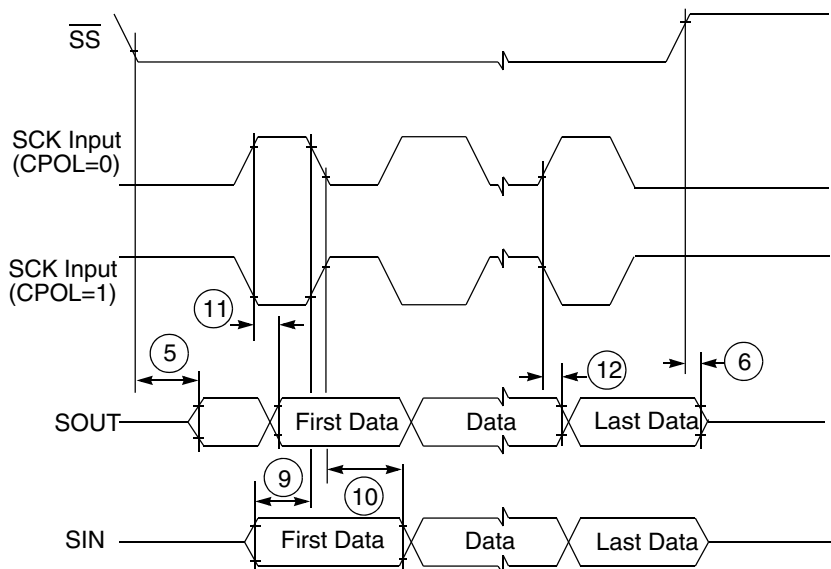 SS
SCK Input
(CPOL=0)
SCK Input
(CPOL=1)
11
5
12
6
SOUT
First Data
Data
Last Data
9
10
SIN
First Data
Data
Last Data